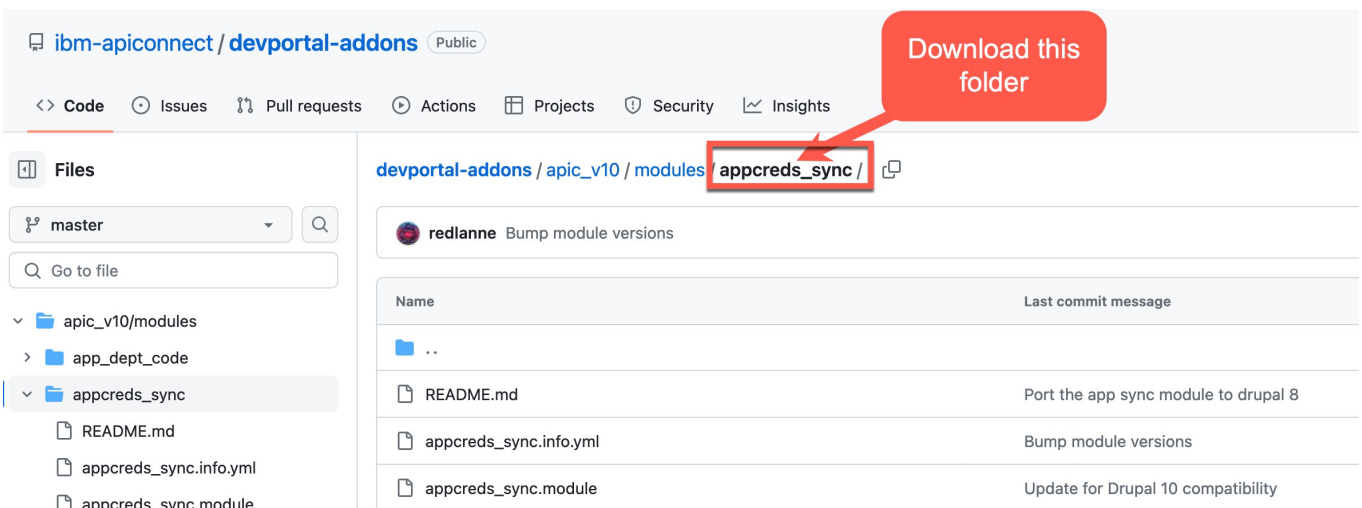 ibm-apiconnect / devportal-addons Public
Download this
folder
Code Issues Pull requests Actions Projects Security Insights
Files
devportal-addons / apic_v10 / modules / appcreds_sync /
master
redlanne Bump module versions
Go to file
Name Last commit message
apic_v10/modules
..
app_dept_code
appcreds_sync
README.md Port the app sync module to drupal 8
README.md
appcreds_sync.info.yml Bump module versions
appcreds_sync.info.yml
appcreds_sync.module Update for Drupal 10 compatibility
appcreds_sync.module